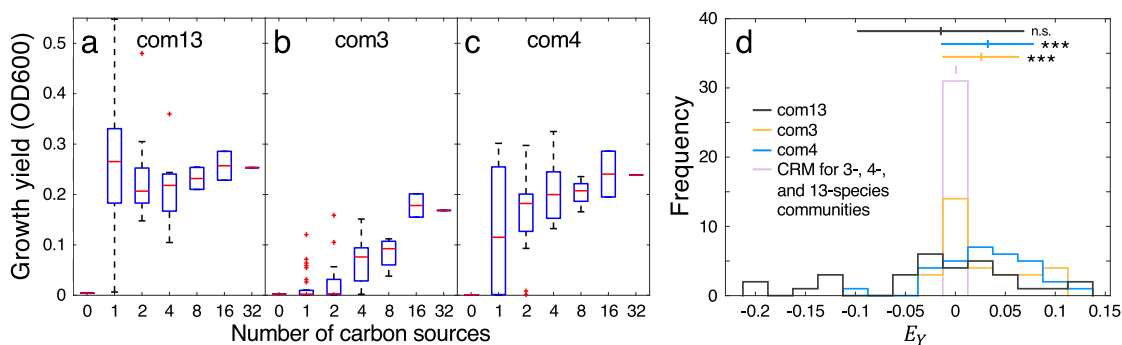 a com13
b com3
c com4
d
Growth yield (OD600)
0.5
0.4
0.3
0.2
0.1
0
0 1 2 4 8 16 32
0 1 2 4 8 16 32
0 1 2 4 8 16 32
Number of carbon sources
Frequency
40
30
20
10
0
n.s.
***
***
com13
com3
com4
CRM for 3-, 4-,
and 13-species
communities
-0.2 -0.15 -0.1 -0.05 0 0.05 0.1 0.15
E_Y